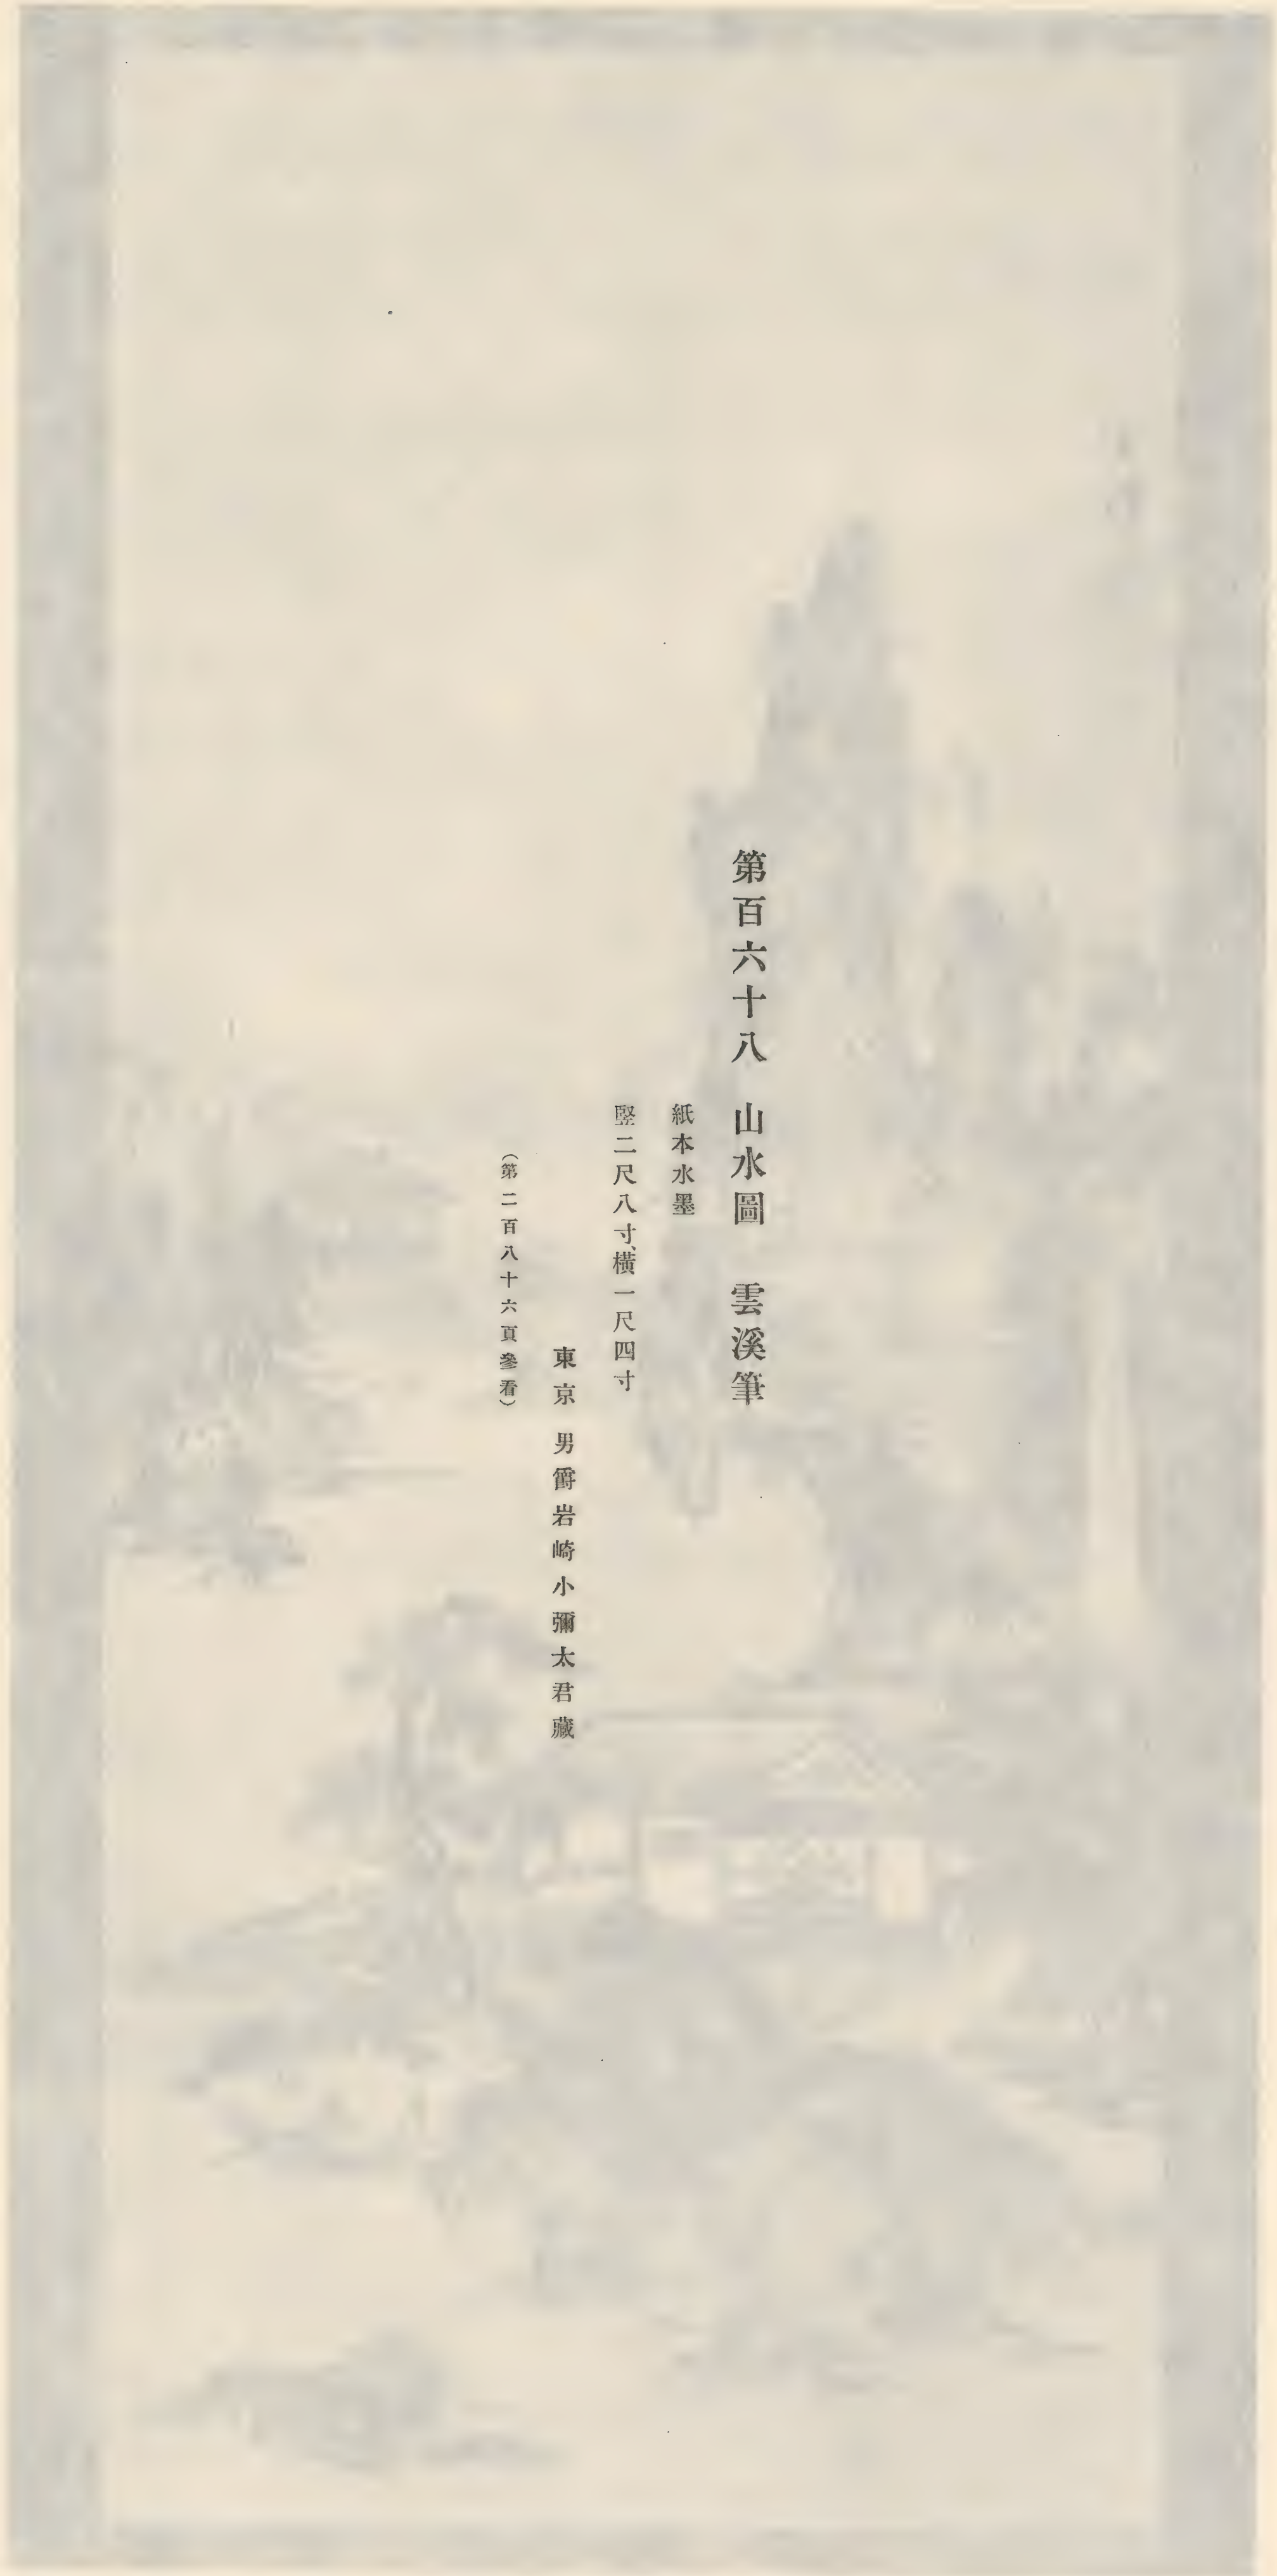 第百六十八 山水圖 雲溪筆
紙本水墨
竪二尺八寸、橫一尺四寸
東京 男爵岩崎小彌太君藏
(第二百八十六頁參看)